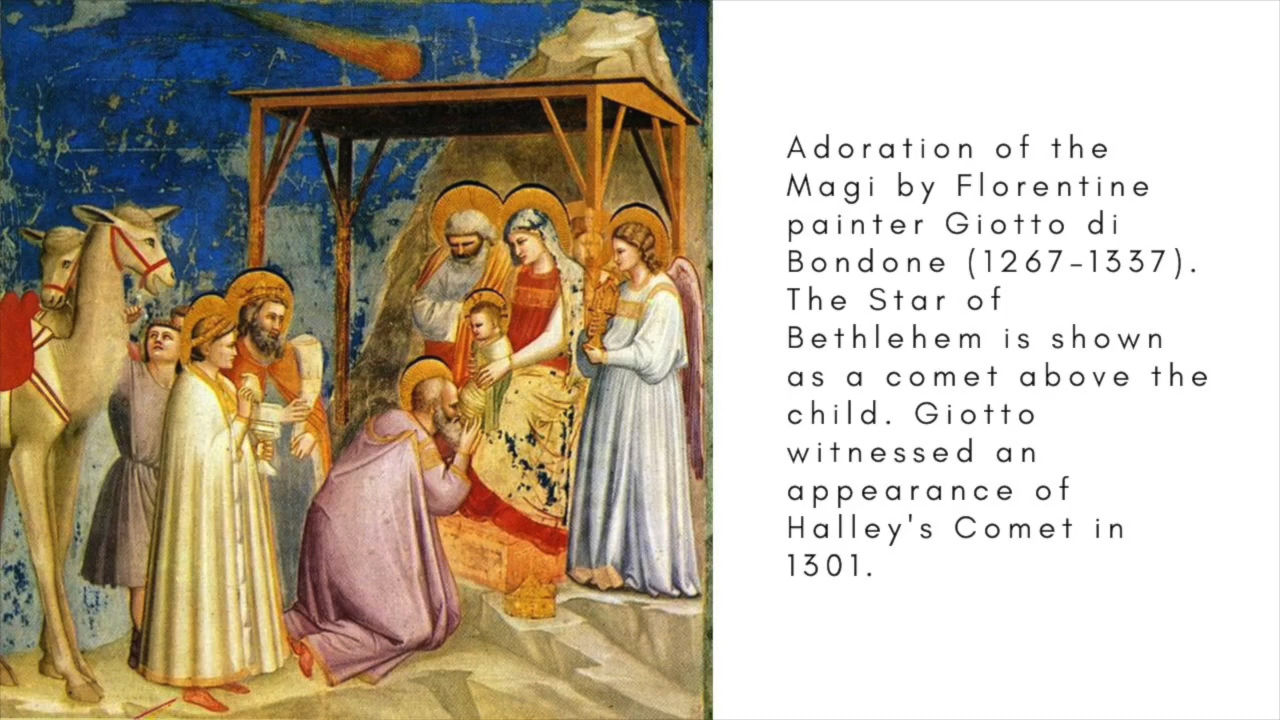 Adoration of the
Magi by Florentine
painter Giotto di
Bondone (1267-1337).
The Star of
Bethlehem is shown
as a comet above the
child. Giotto
witnessed an
appearance of
Halley's Comet in
1301.